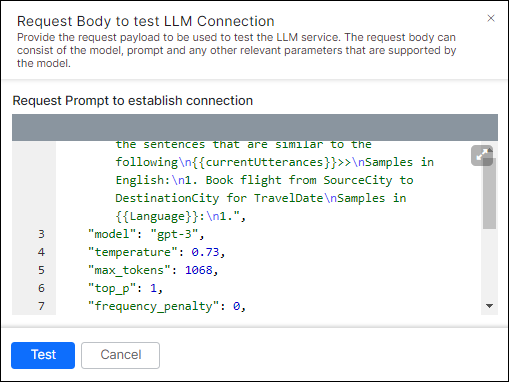 Request Body to test LLM Connection
×
Provide the request payload to be used to test the LLM service. The request body can
consist of the model, prompt and any other relevant parameters that are supported by
the model.
Request Prompt to establish connection
the sentences that are similar to the
following\n{{currentUtterances}}>>\nSamples in
English:\n1. Book flight from SourceCity to
DestinationCity for TravelDate\nSamples in
{{Language}}:\n1.",
3 "model": "gpt-3",
4 "temperature": 0.73,
5 "max_tokens": 1068,
6 "top_p": 1,
7 "frequency_penalty": 0,
Test
Cancel